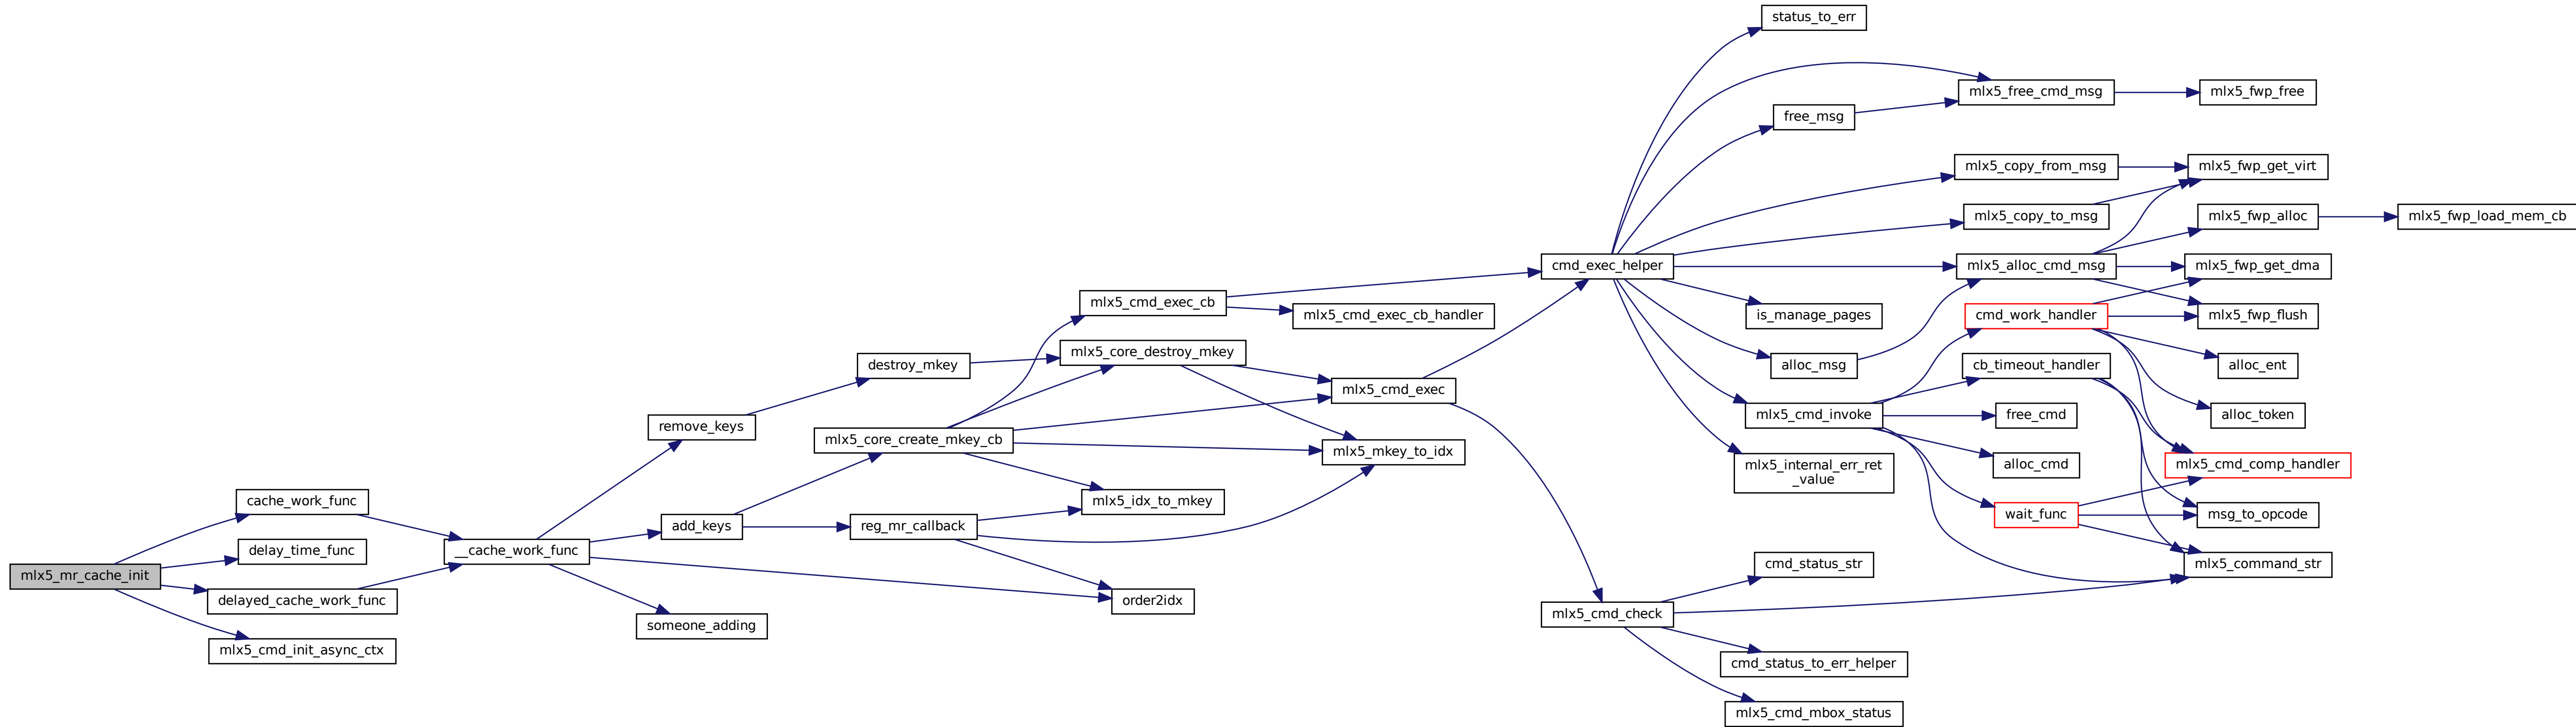 mlx5_mr_cache_init
cache_work_func
delay_time_func
delayed_cache_work_func
mlx5_cmd_init_async_ctx
__cache_work_func
remove_keys
add_keys
someone_adding
destroy_mkey
mlx5_core_create_mkey_cb
reg_mr_callback
mlx5_cmd_exec_cb
mlx5_core_destroy_mkey
mlx5_idx_to_mkey
order2idx
mlx5_cmd_exec_cb_handler
mlx5_cmd_exec
mlx5_mkey_to_idx
cmd_exec_helper
mlx5_cmd_check
status_to_err
free_msg
is_manage_pages
alloc_msg
mlx5_cmd_invoke
mlx5_internal_err_ret
_value
cmd_status_str
cmd_status_to_err_helper
mlx5_cmd_mbox_status
mlx5_free_cmd_msg
mlx5_copy_from_msg
mlx5_copy_to_msg
mlx5_alloc_cmd_msg
cmd_work_handler
cb_timeout_handler
free_cmd
alloc_cmd
wait_func
mlx5_fwp_free
mlx5_fwp_get_virt
mlx5_fwp_alloc
mlx5_fwp_get_dma
mlx5_fwp_flush
alloc_ent
alloc_token
mlx5_cmd_comp_handler
msg_to_opcode
mlx5_command_str
mlx5_fwp_load_mem_cb